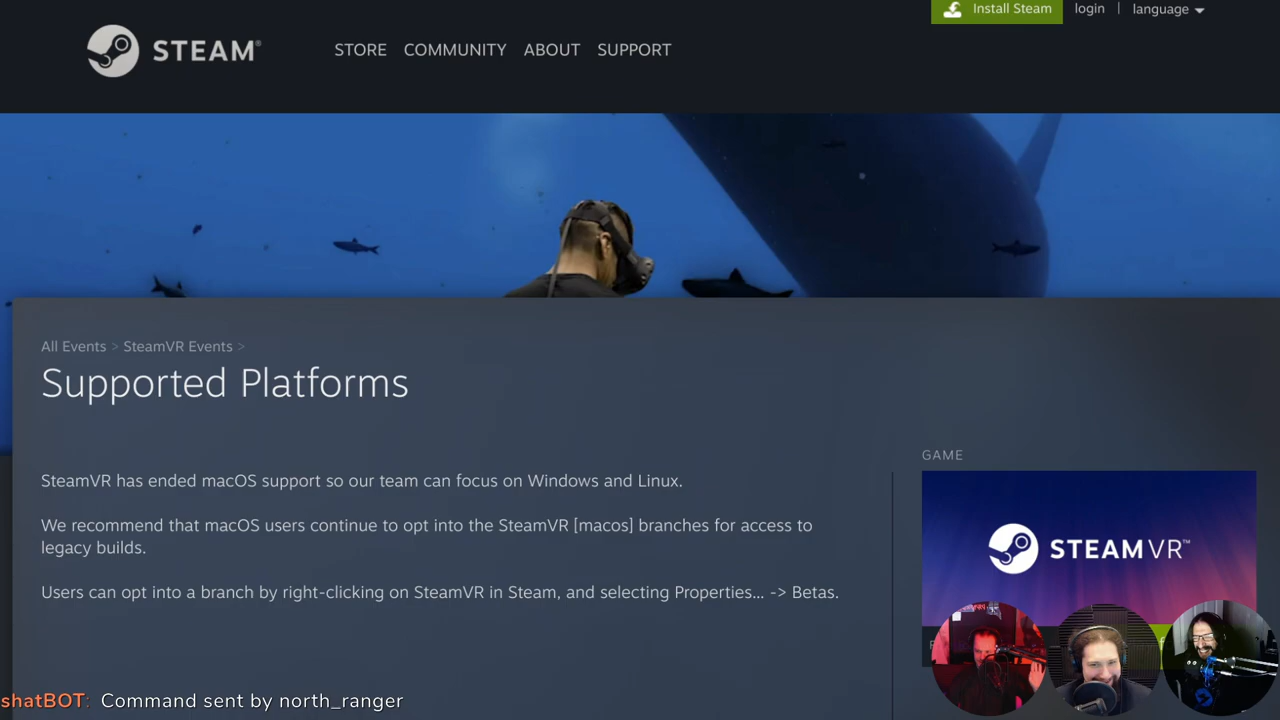 Install Steam
login | language
STEAM®
STORE COMMUNITY ABOUT SUPPORT
All Events > SteamVR Events >
Supported Platforms
SteamVR has ended macOS support so our team can focus on Windows and Linux.
We recommend that macOS users continue to opt into the SteamVR [macos] branches for access to
legacy builds.
Users can opt into a branch by right-clicking on SteamVR in Steam, and selecting Properties... -> Betas.
GAME
STEAMVR™
shatBOT: Command sent by north_ranger